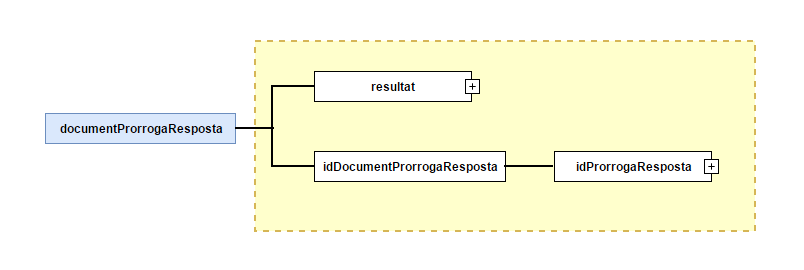 resultat
documentProrrogaResposta
idDocumentProrrogaResposta
idProrrogaResposta